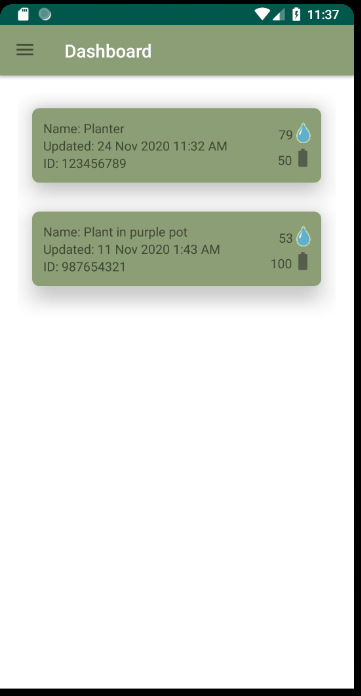 11:37
Dashboard
Name: Planter
Updated: 24 Nov 2020 11:32 AM
ID: 123456789
79
50
Name: Plant in purple pot
Updated: 11 Nov 2020 1:43 AM
ID: 987654321
53
100